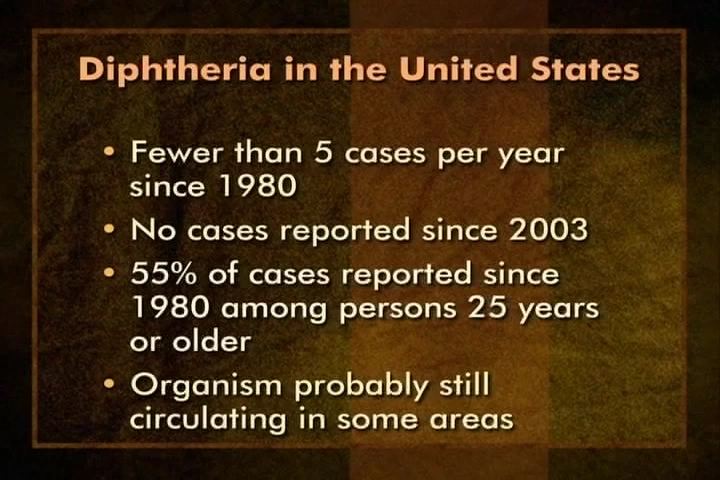 Diphtheria in the United States
• Fewer than 5 cases per year
since 1980
• No cases reported since 2003
• 55% of cases reported since
1980 among persons 25 years
or older
• Organism probably still
circulating in some areas